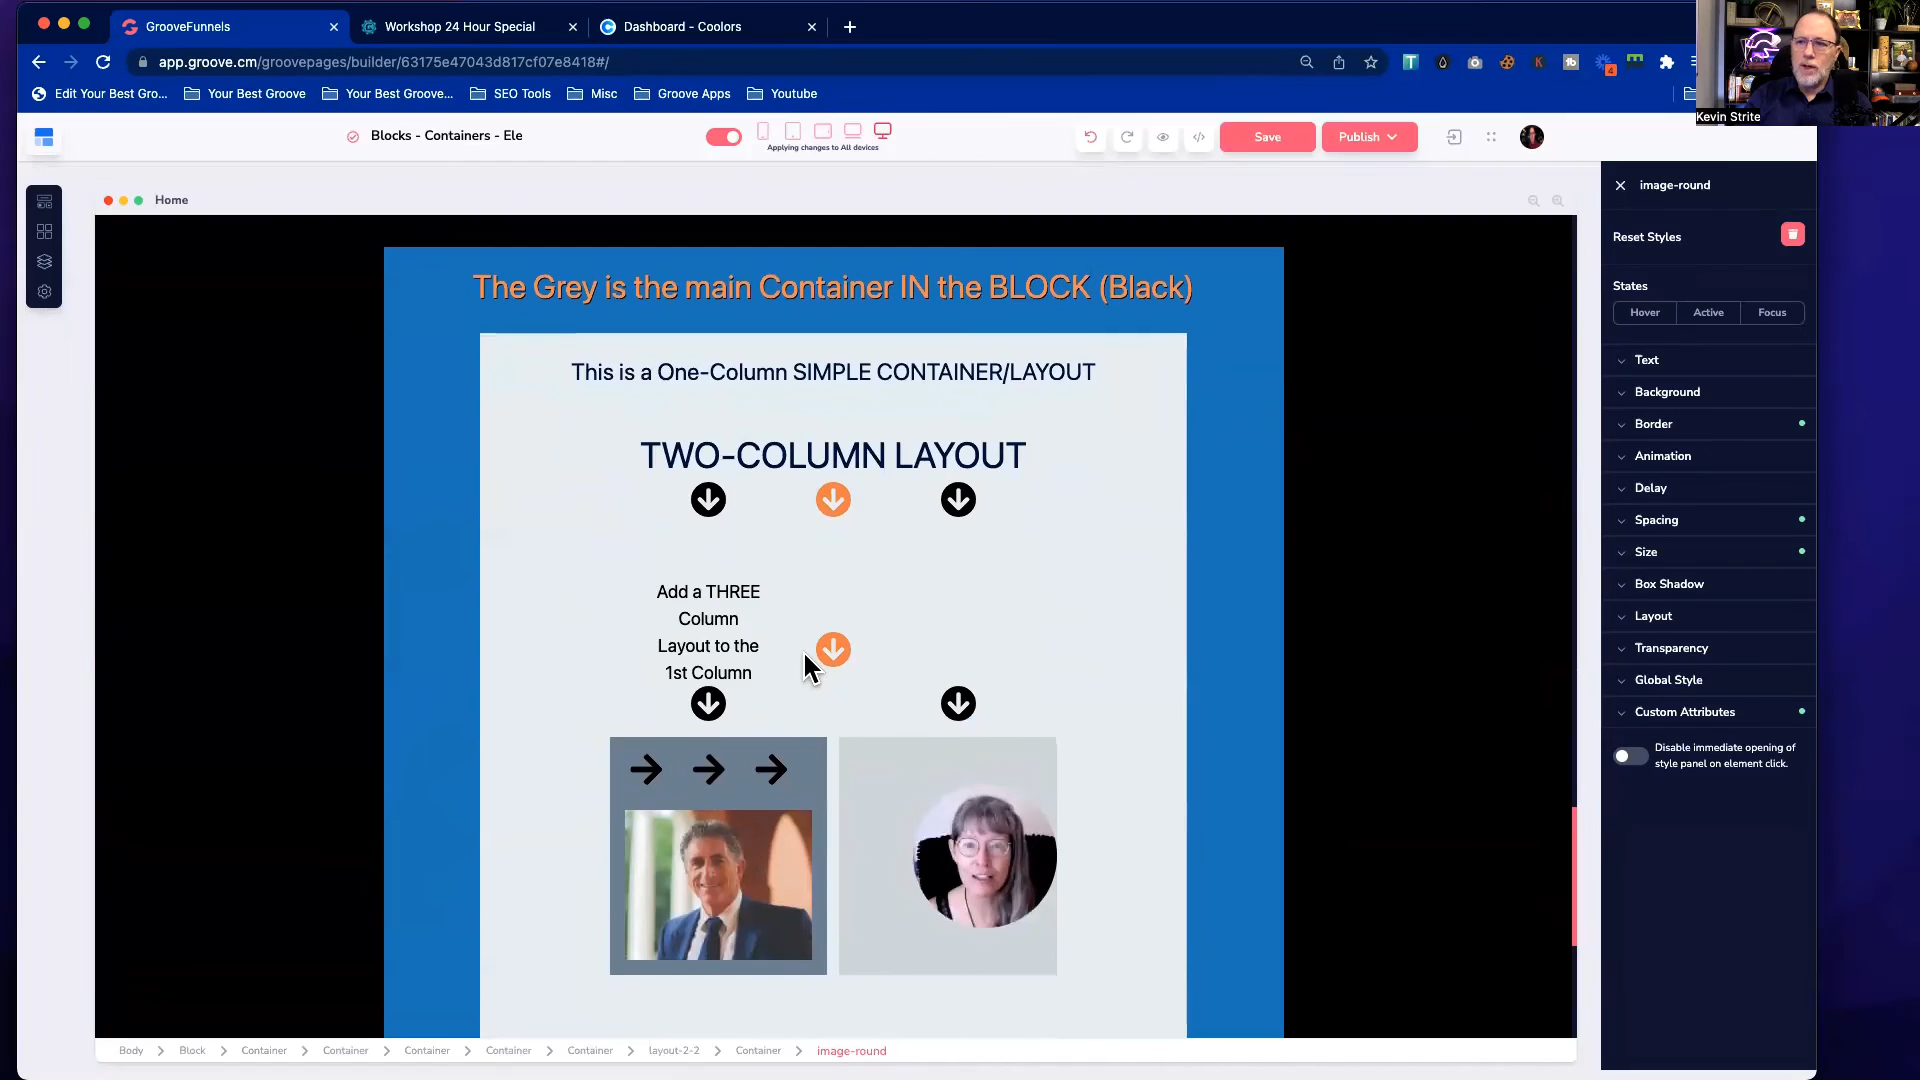 GrooveFunnels
Workshop 24 Hour Special
Dashboard - Coolors
app.groove.cm/groovepages/builder/63175e47043d817cf07e8418#/
4
Edit Your Best Gro...
Your Best Groove
Your Best Groove...
SEO Tools
Misc
Groove Apps
Youtube
Kevin Strite
Blocks - Containers - Ele
Applying changes to All devices
Save
Publish
Home
The Grey is the main Container IN the BLOCK (Black)
This is a One-Column SIMPLE CONTAINER/LAYOUT
TWO-COLUMN LAYOUT
Add a THREE
Column
Layout to the
1st Column
image-round
Reset Styles
States
Hover
Active
Focus
Text
Background
Border
Animation
Delay
Spacing
Size
Box Shadow
Layout
Transparency
Global Style
Custom Attributes
Disable immediate opening of
style panel on element click.
Body
Block
Container
Container
Container
Container
Container
layout-2-2
Container
image-round